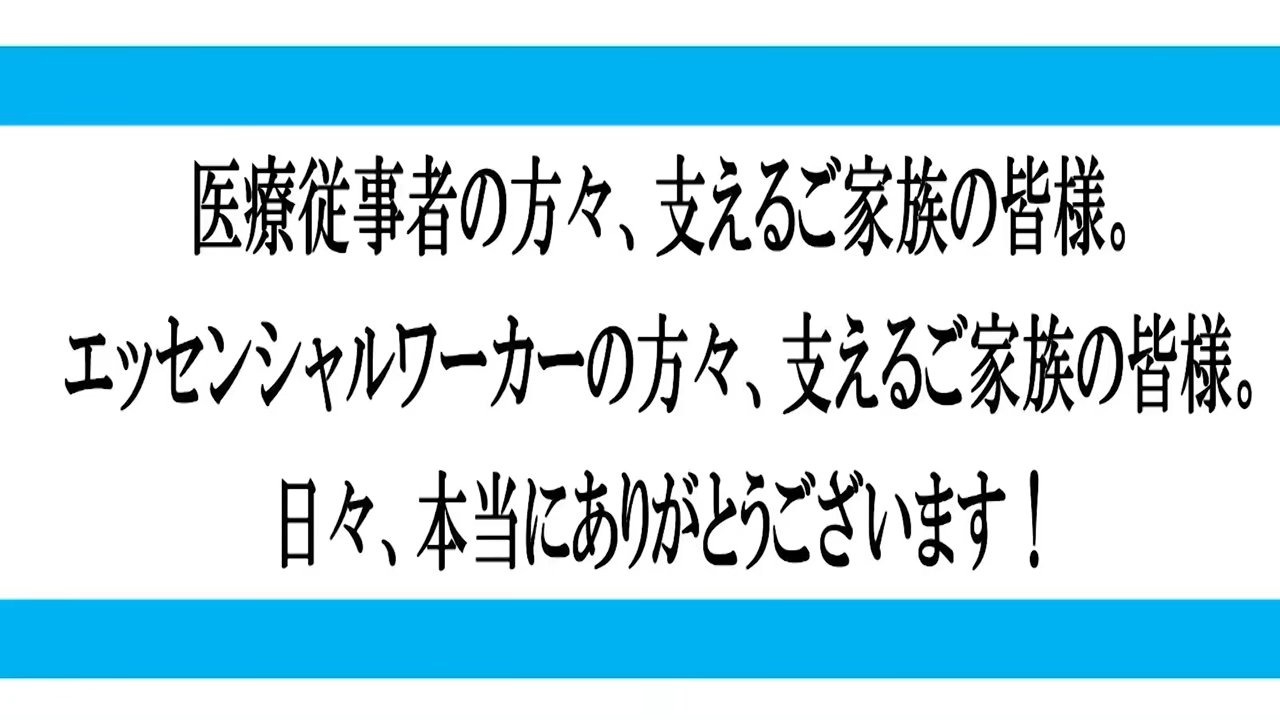 医療従事者の方々、支えるご家族の皆様。
エッセンシャルワーカーの方々、支えるご家族の皆様。
日々、本当にありがとうございます！